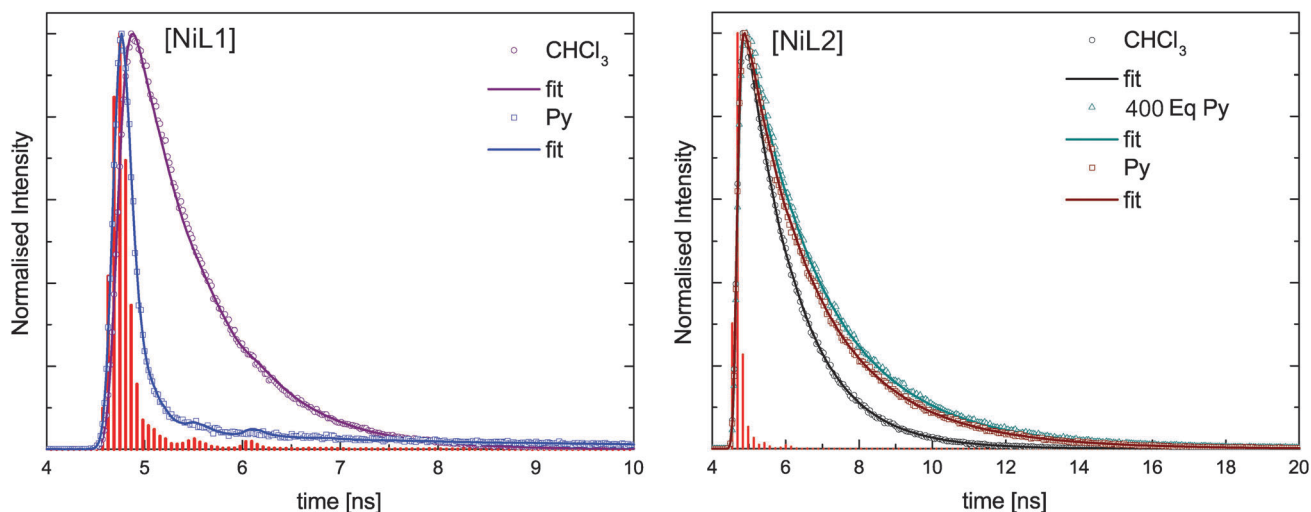 [NiL1]
CHCl₃
fit
Py
fit
Normalised Intensity
4 5 6 7 8 9 10
time [ns]
[NiL2]
CHCl₃
fit
400 Eq Py
fit
Py
fit
Normalised Intensity
4 6 8 10 12 14 16 18 20
time [ns]